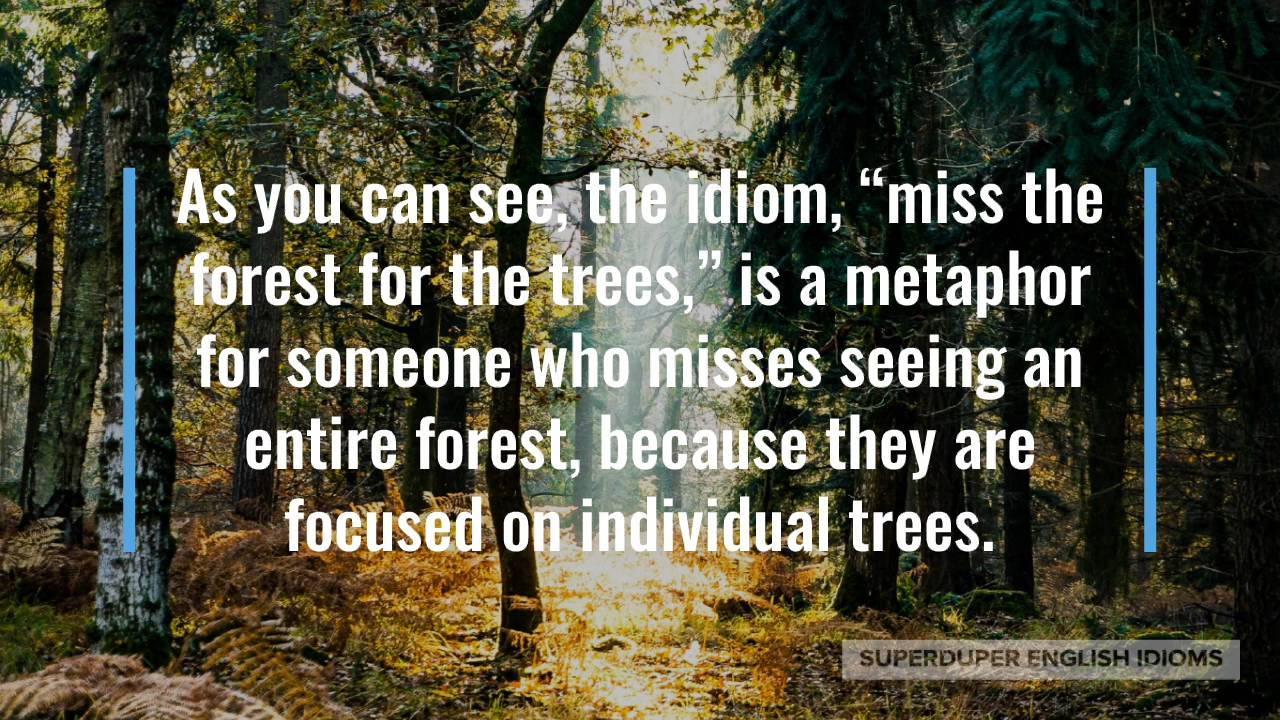 As you can see, the idiom, “miss the
forest for the trees,” is a metaphor
for someone who misses seeing an
entire forest, because they are
focused on individual trees.
SUPERDUPER ENGLISH IDIOMS